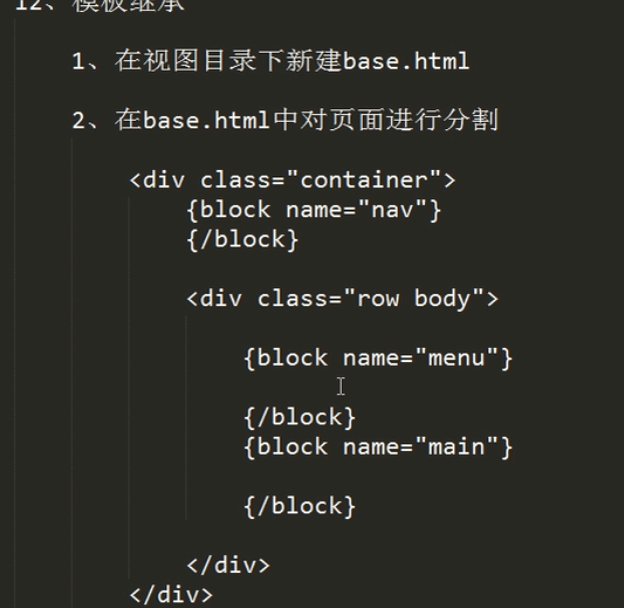 12、模板继承
1、在视图目录下新建base.html
2、在base.html中对页面进行分割
<div class="container">
{block name="nav"}
{/block}
<div class="row body">
{block name="menu"}
{/block}
{block name="main"}
{/block}
</div>
</div>